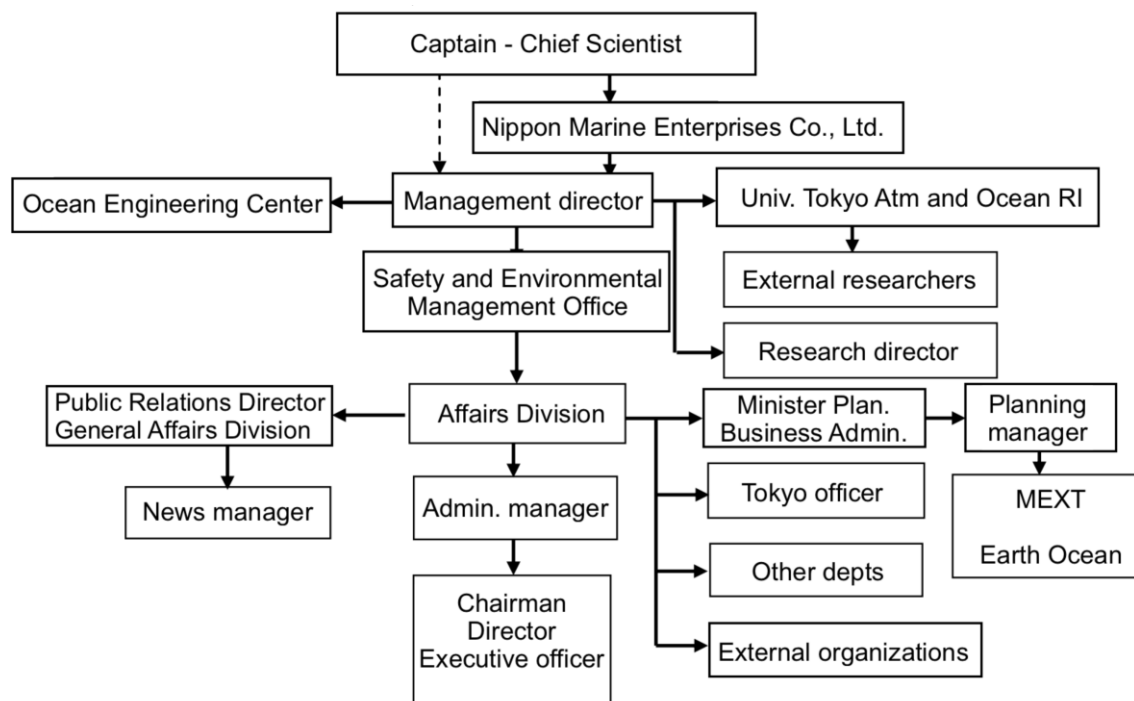 Captain - Chief Scientist
Nippon Marine Enterprises Co., Ltd.
Ocean Engineering Center
Management director
Univ. Tokyo Atm and Ocean RI
Safety and Environmental
Management Office
External researchers
Research director
Public Relations Director
General Affairs Division
Affairs Division
Minister Plan.
Business Admin.
Planning
manager
News manager
Admin. manager
Tokyo officer
MEXT
Earth Ocean
Other depts
Chairman
Director
Executive officer
External organizations